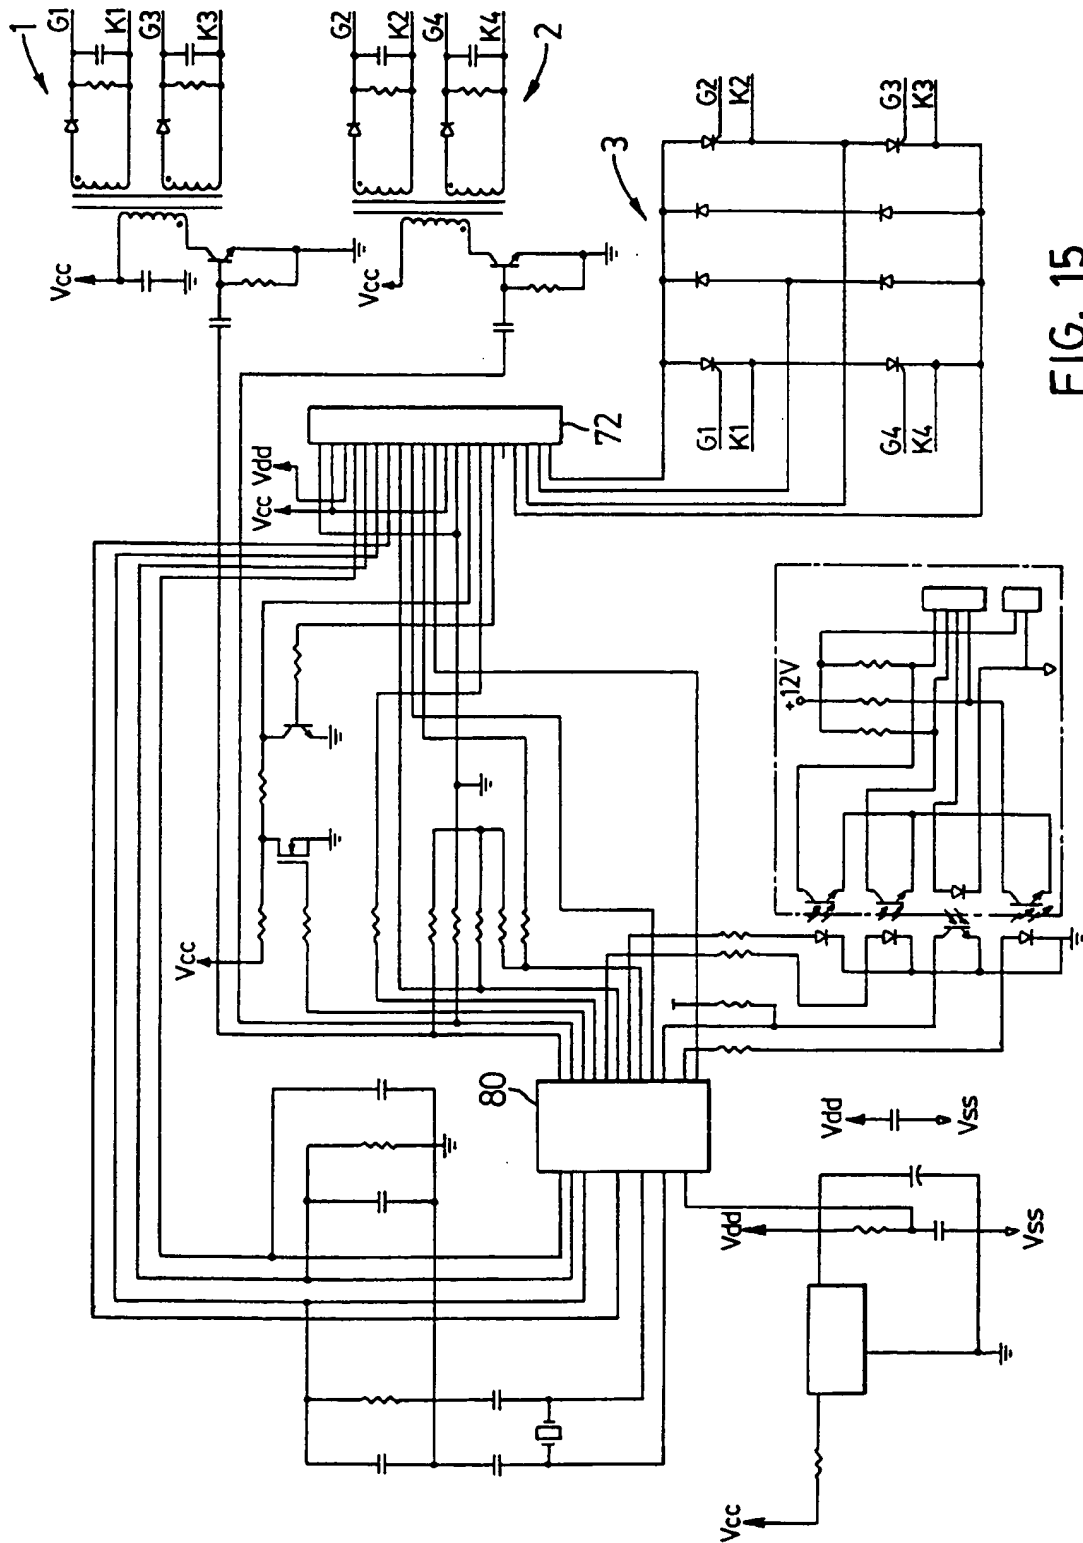 1
G1
K1
G3
K3
G2
K2
G4
K4
2
Vcc
Vcc
3
G2
K2
G3
K3
G1
K1
G4
K4
72
Vdd
Vcc
Vcc
+12V
80
Vdd
Vss
Vdd
Vss
Vcc
FIG. 15